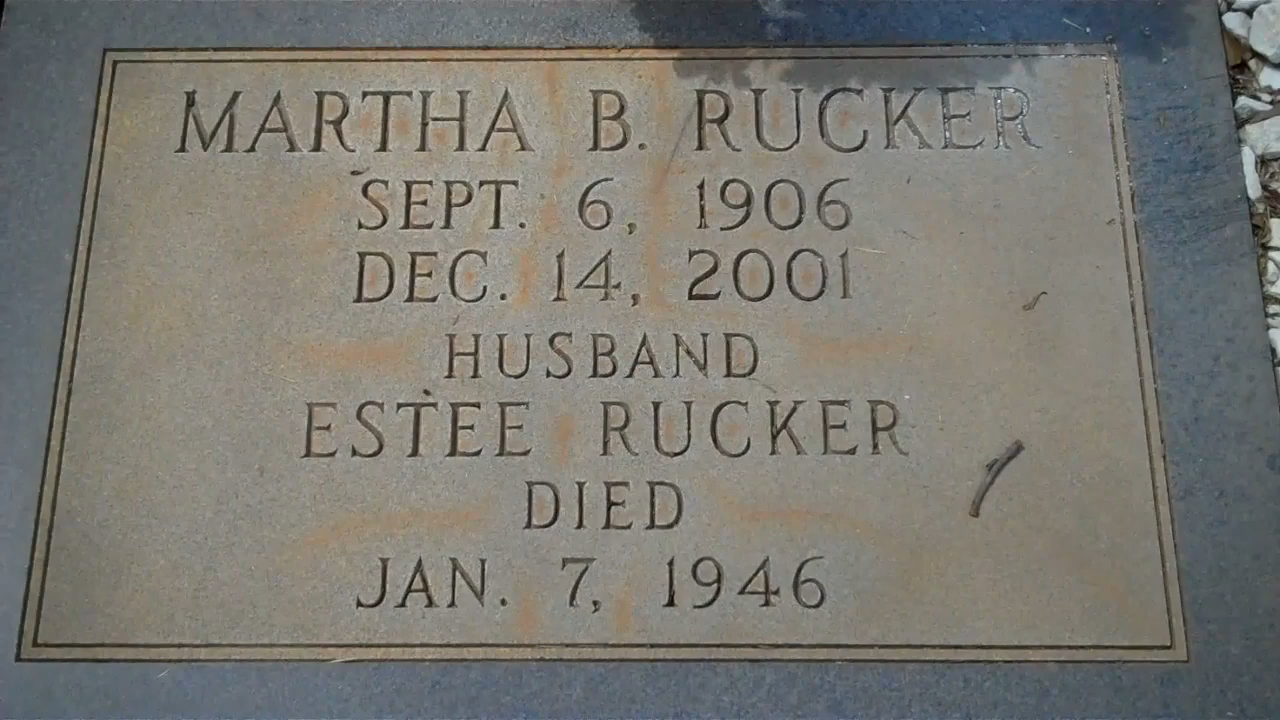 MARTHA B. RUCKER
SEPT. 6, 1906
DEC. 14, 2001
HUSBAND
ESTEE RUCKER
DIED
JAN. 7, 1946